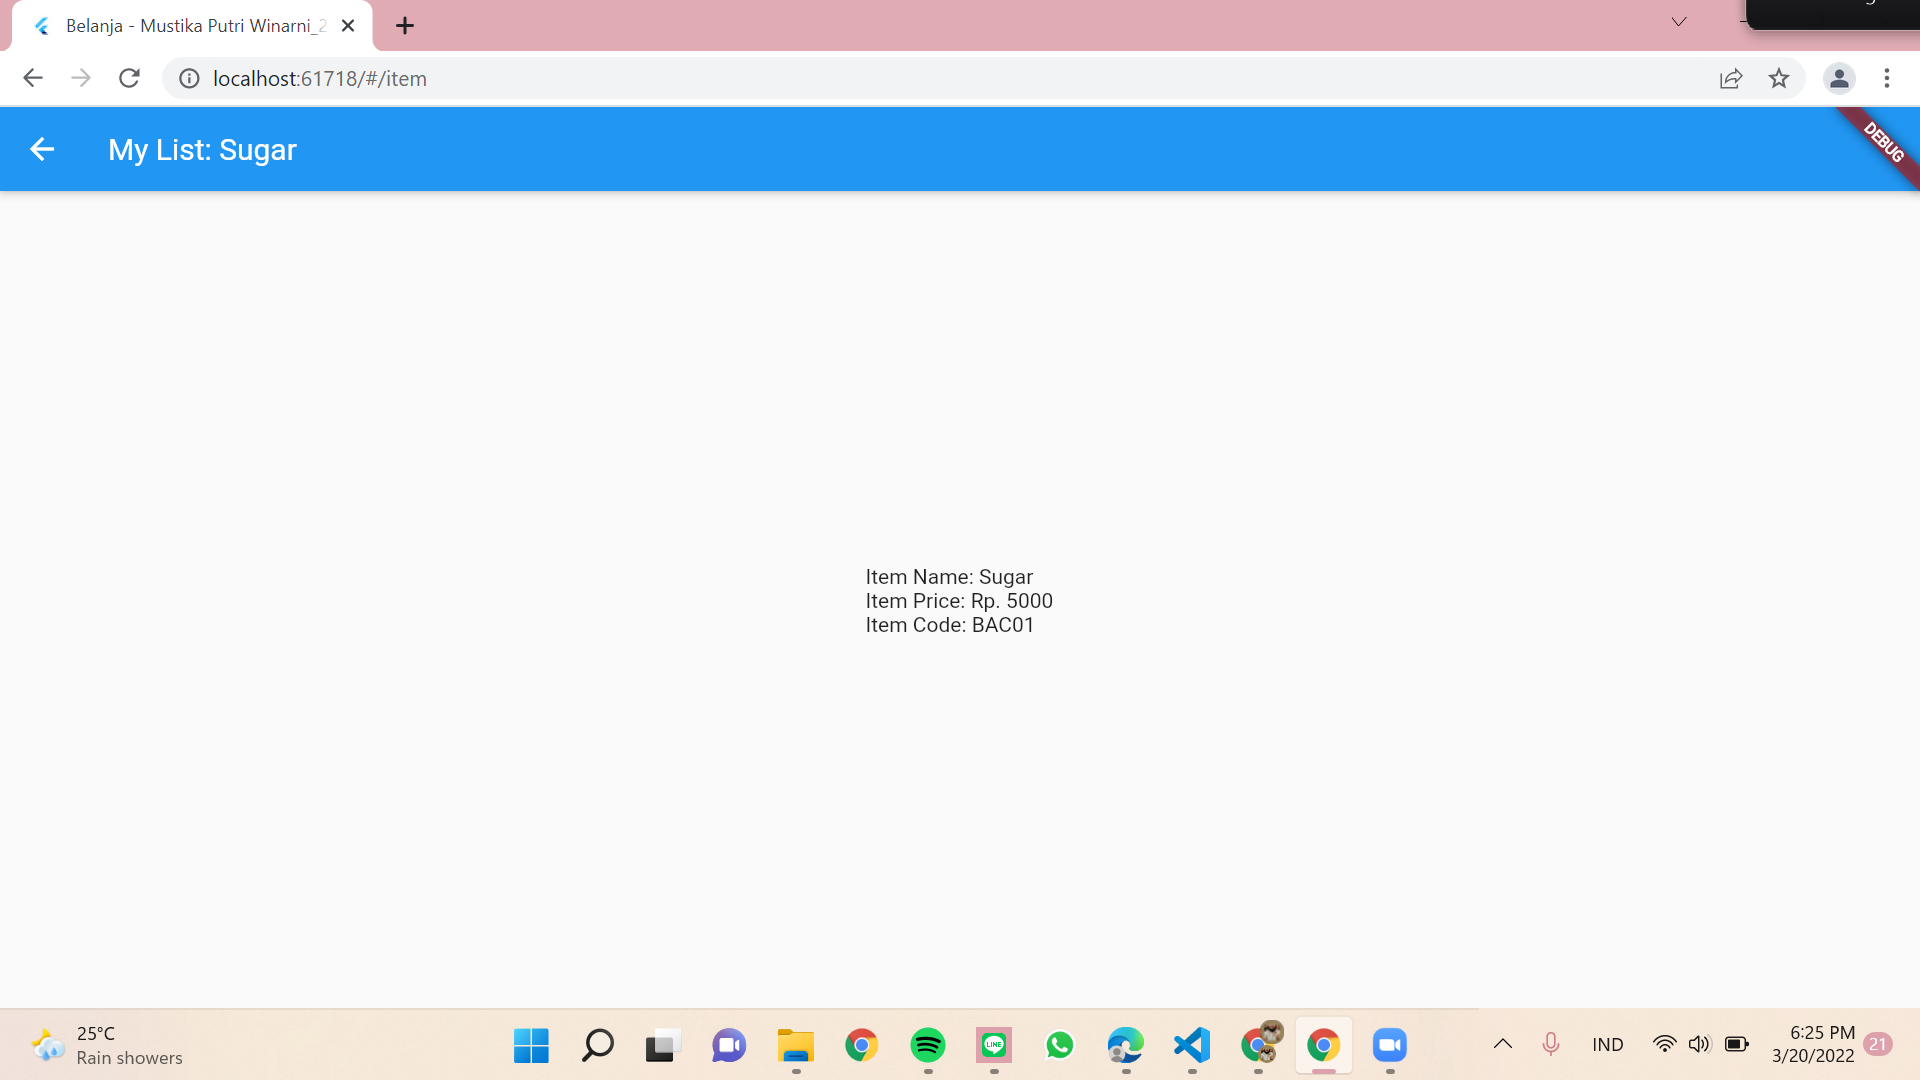 Belanja - Mustika Putri Winarni_2
localhost:61718/#/item
My List: Sugar
DEBUG
Item Name: Sugar
Item Price: Rp. 5000
Item Code: BAC01
25°C
Rain showers
LINE
IND
6:25 PM
3/20/2022
21